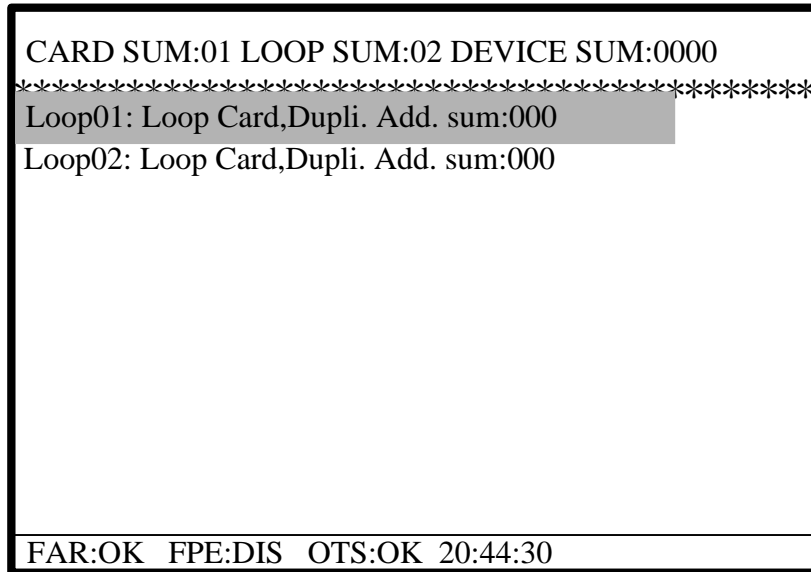 CARD SUM:01 LOOP SUM:02 DEVICE SUM:0000
*******************************************
Loop01: Loop Card,Dupli. Add. sum:000
Loop02: Loop Card,Dupli. Add. sum:000
FAR:OK FPE:DIS OTS:OK 20:44:30